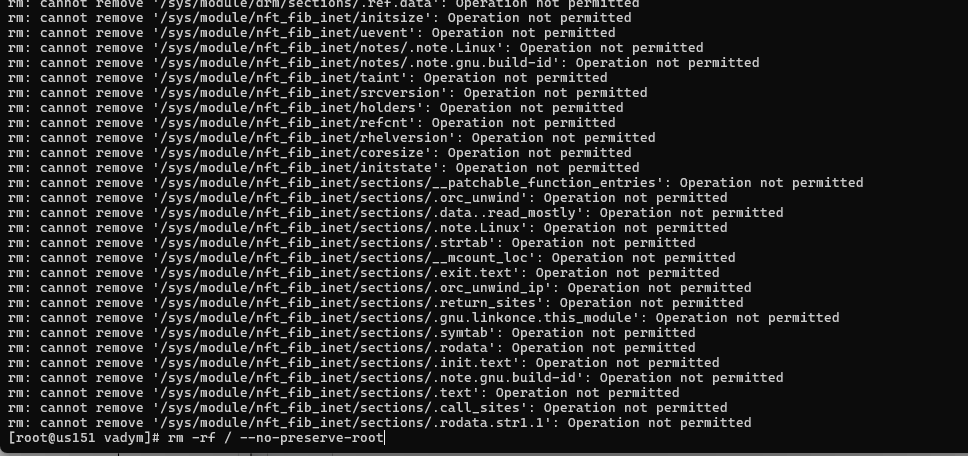 rm: cannot remove '/sys/module/drm/sections/.ref.data': Operation not permitted
rm: cannot remove '/sys/module/nft_fib_inet/initsize': Operation not permitted
rm: cannot remove '/sys/module/nft_fib_inet/uevent': Operation not permitted
rm: cannot remove '/sys/module/nft_fib_inet/notes/.note.Linux': Operation not permitted
rm: cannot remove '/sys/module/nft_fib_inet/notes/.note.gnu.build-id': Operation not permitted
rm: cannot remove '/sys/module/nft_fib_inet/taint': Operation not permitted
rm: cannot remove '/sys/module/nft_fib_inet/srcversion': Operation not permitted
rm: cannot remove '/sys/module/nft_fib_inet/holders': Operation not permitted
rm: cannot remove '/sys/module/nft_fib_inet/refcnt': Operation not permitted
rm: cannot remove '/sys/module/nft_fib_inet/rhelversion': Operation not permitted
rm: cannot remove '/sys/module/nft_fib_inet/coresize': Operation not permitted
rm: cannot remove '/sys/module/nft_fib_inet/initstate': Operation not permitted
rm: cannot remove '/sys/module/nft_fib_inet/sections/__patchable_function_entries': Operation not permitted
rm: cannot remove '/sys/module/nft_fib_inet/sections/.orc_unwind': Operation not permitted
rm: cannot remove '/sys/module/nft_fib_inet/sections/.data..read_mostly': Operation not permitted
rm: cannot remove '/sys/module/nft_fib_inet/sections/.note.Linux': Operation not permitted
rm: cannot remove '/sys/module/nft_fib_inet/sections/.strtab': Operation not permitted
rm: cannot remove '/sys/module/nft_fib_inet/sections/__mcount_loc': Operation not permitted
rm: cannot remove '/sys/module/nft_fib_inet/sections/.exit.text': Operation not permitted
rm: cannot remove '/sys/module/nft_fib_inet/sections/.orc_unwind_ip': Operation not permitted
rm: cannot remove '/sys/module/nft_fib_inet/sections/.return_sites': Operation not permitted
rm: cannot remove '/sys/module/nft_fib_inet/sections/.gnu.linkonce.this_module': Operation not permitted
rm: cannot remove '/sys/module/nft_fib_inet/sections/.symtab': Operation not permitted
rm: cannot remove '/sys/module/nft_fib_inet/sections/.rodata': Operation not permitted
rm: cannot remove '/sys/module/nft_fib_inet/sections/.init.text': Operation not permitted
rm: cannot remove '/sys/module/nft_fib_inet/sections/.note.gnu.build-id': Operation not permitted
rm: cannot remove '/sys/module/nft_fib_inet/sections/.text': Operation not permitted
rm: cannot remove '/sys/module/nft_fib_inet/sections/.call_sites': Operation not permitted
rm: cannot remove '/sys/module/nft_fib_inet/sections/.rodata.str1.1': Operation not permitted
[root@us151 vadym]# rm -rf / --no-preserve-root